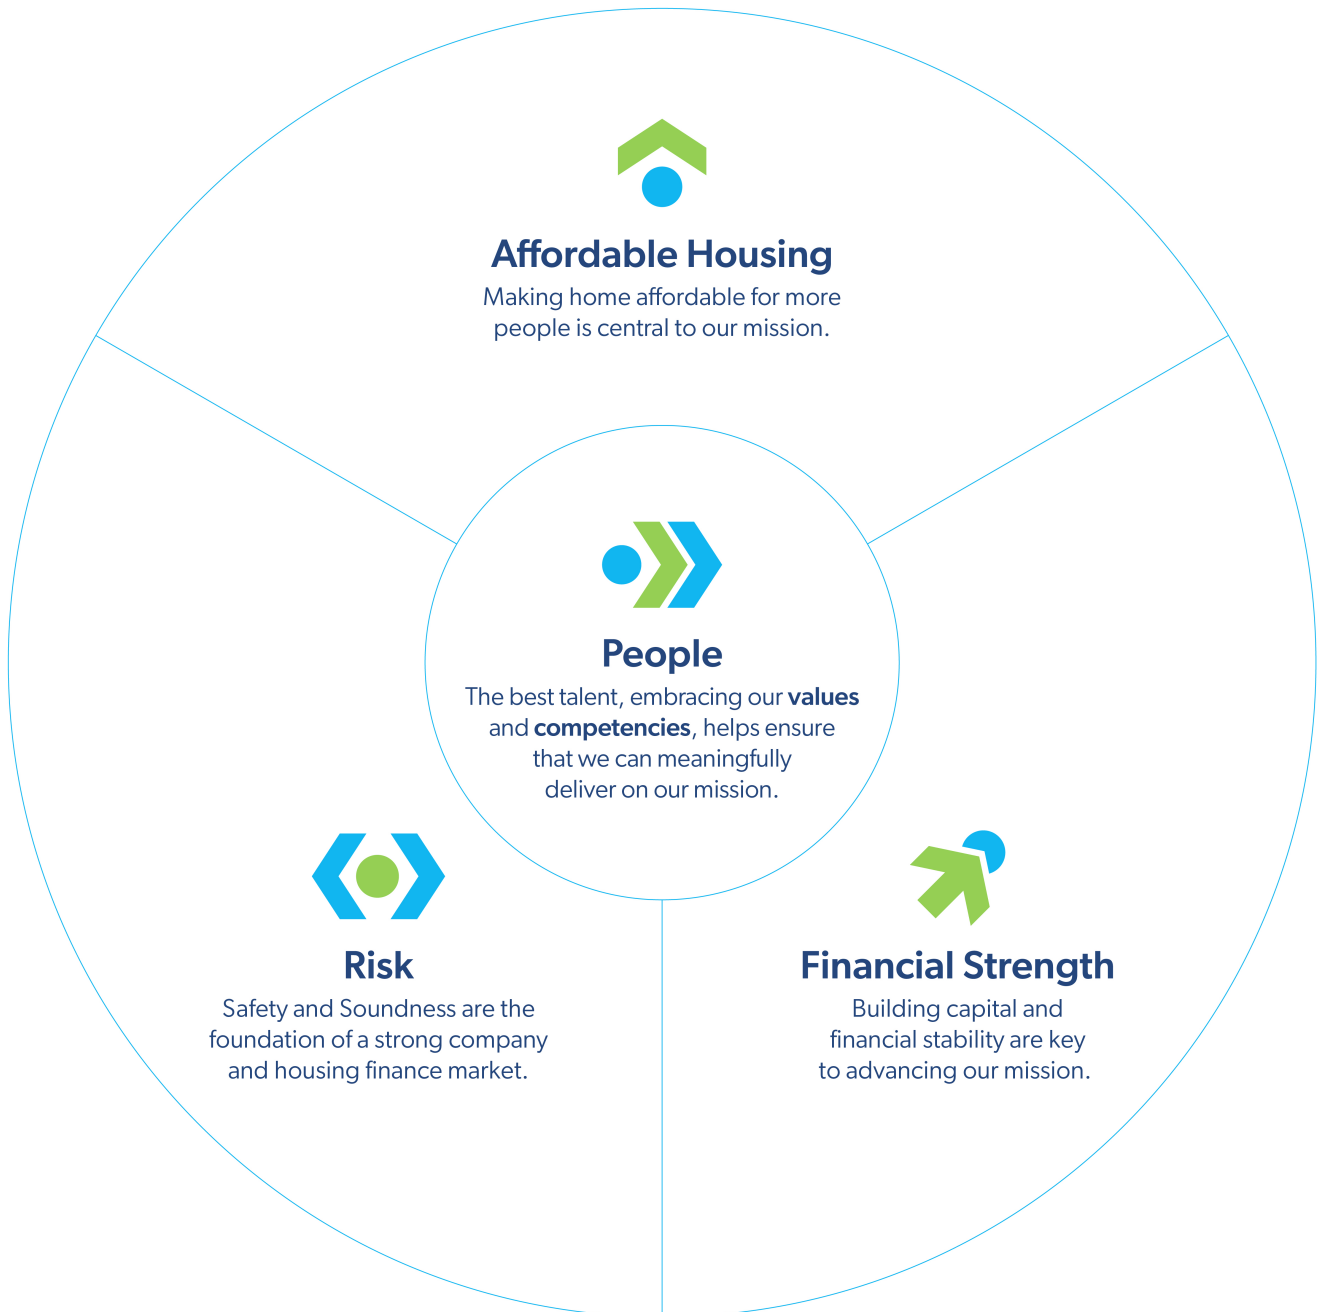 Affordable Housing
Making home affordable for more
people is central to our mission.
People
The best talent, embracing our values
and competencies, helps ensure
that we can meaningfully
deliver on our mission.
Risk
Safety and Soundness are the
foundation of a strong company
and housing finance market.
Financial Strength
Building capital and
financial stability are key
to advancing our mission.